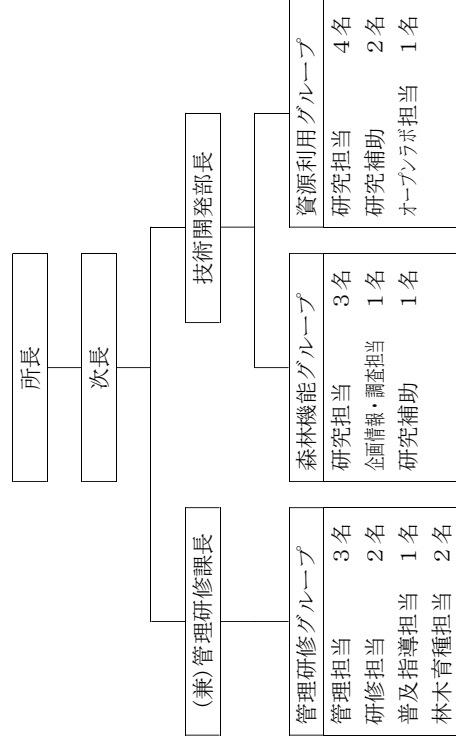 所長
次長
(兼)管理研修課長
技術開発部長
管理研修グループ
管理担当 3名
研修担当 2名
普及指導担当 1名
林木育種担当 2名
森林機能グループ
研究担当 3名
企画情報・調査担当 1名
研究補助 1名
資源利用グループ
研究担当 4名
研究補助 2名
オープンラボ担当 1名